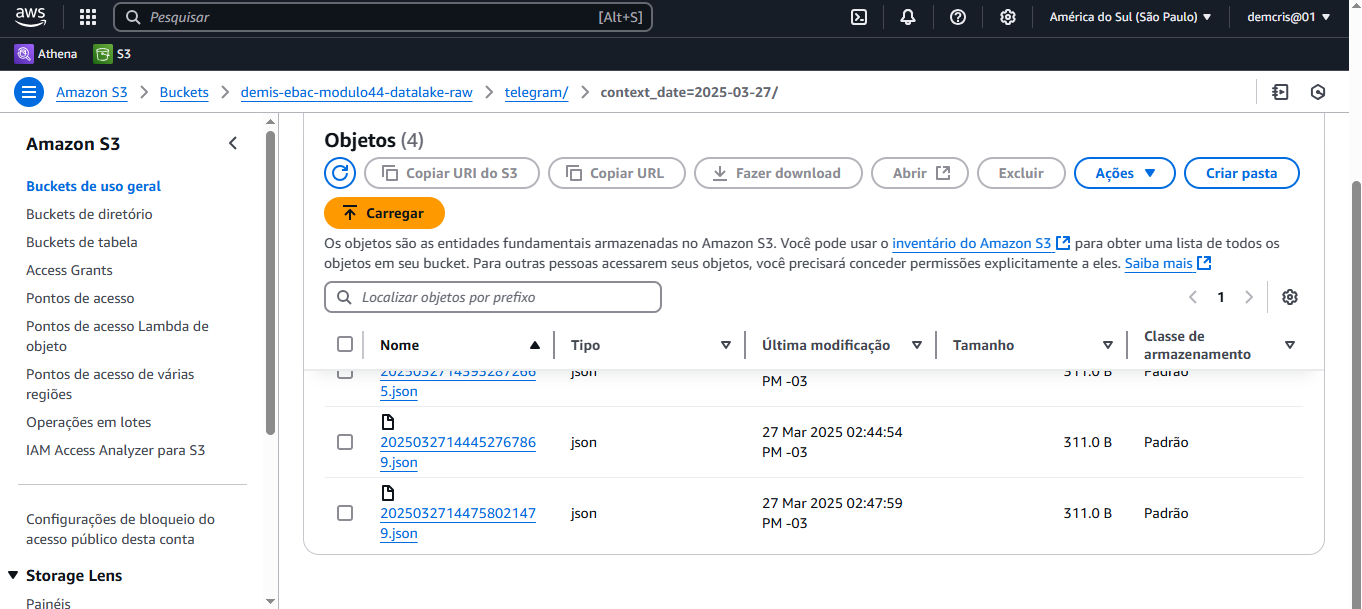 aws
Pesquisar [Alt+S] América do Sul (São Paulo) demcris@01
Athena S3
Amazon S3 Buckets demis-ebac-modulo44-datalake-raw telegram/ context_date=2025-03-27/
Amazon S3
Buckets de uso geral
Buckets de diretório
Buckets de tabela
Access Grants
Pontos de acesso
Pontos de acesso Lambda de
objeto
Pontos de acesso de várias
regiões
Operações em lotes
IAM Access Analyzer para S3
Configurações de bloqueio do
acesso público desta conta
Storage Lens
Painéis
Objetos (4)
Copiar URI do S3 Copiar URL Fazer download Abrir Excluir Ações Criar pasta
Carregar
Os objetos são as entidades fundamentais armazenadas no Amazon S3. Você pode usar o inventário do Amazon S3 para obter uma lista de todos os
objetos em seu bucket. Para outras pessoas acessarem seus objetos, você precisará conceder permissões explicitamente a eles. Saiba mais
Localizar objetos por prefixo 1
Nome Tipo Última modificação Tamanho Classe de
armazenamento
json 311.0 B Padrão
5.json PM -03
2025032714445276786 json 27 Mar 2025 02:44:54 311.0 B Padrão
9.json PM -03
2025032714475802147 json 27 Mar 2025 02:47:59 311.0 B Padrão
9.json PM -03